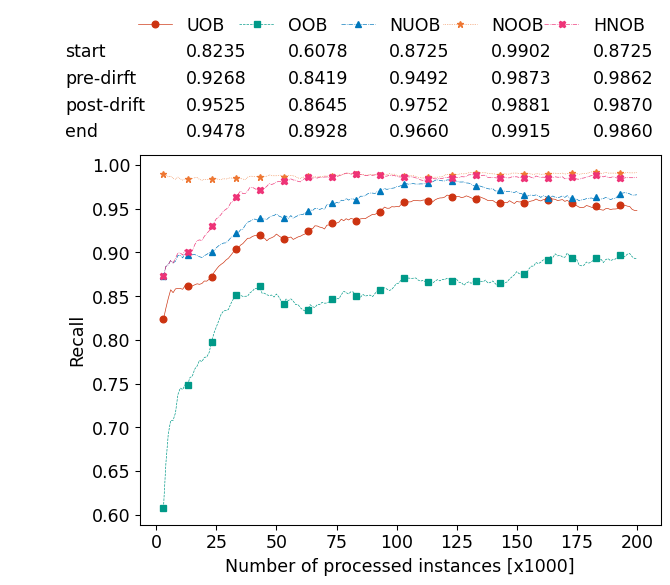 UOB OOB NUOB NOOB HNOB
start 0.8235 0.6078 0.8725 0.9902 0.8725
pre-dirft 0.9268 0.8419 0.9492 0.9873 0.9862
post-drift 0.9525 0.8645 0.9752 0.9881 0.9870
end 0.9478 0.8928 0.9660 0.9915 0.9860
1.00
0.95
0.90
0.85
0.80
0.75
0.70
0.65
0.60
Recall
0 25 50 75 100 125 150 175 200
Number of processed instances [x1000]